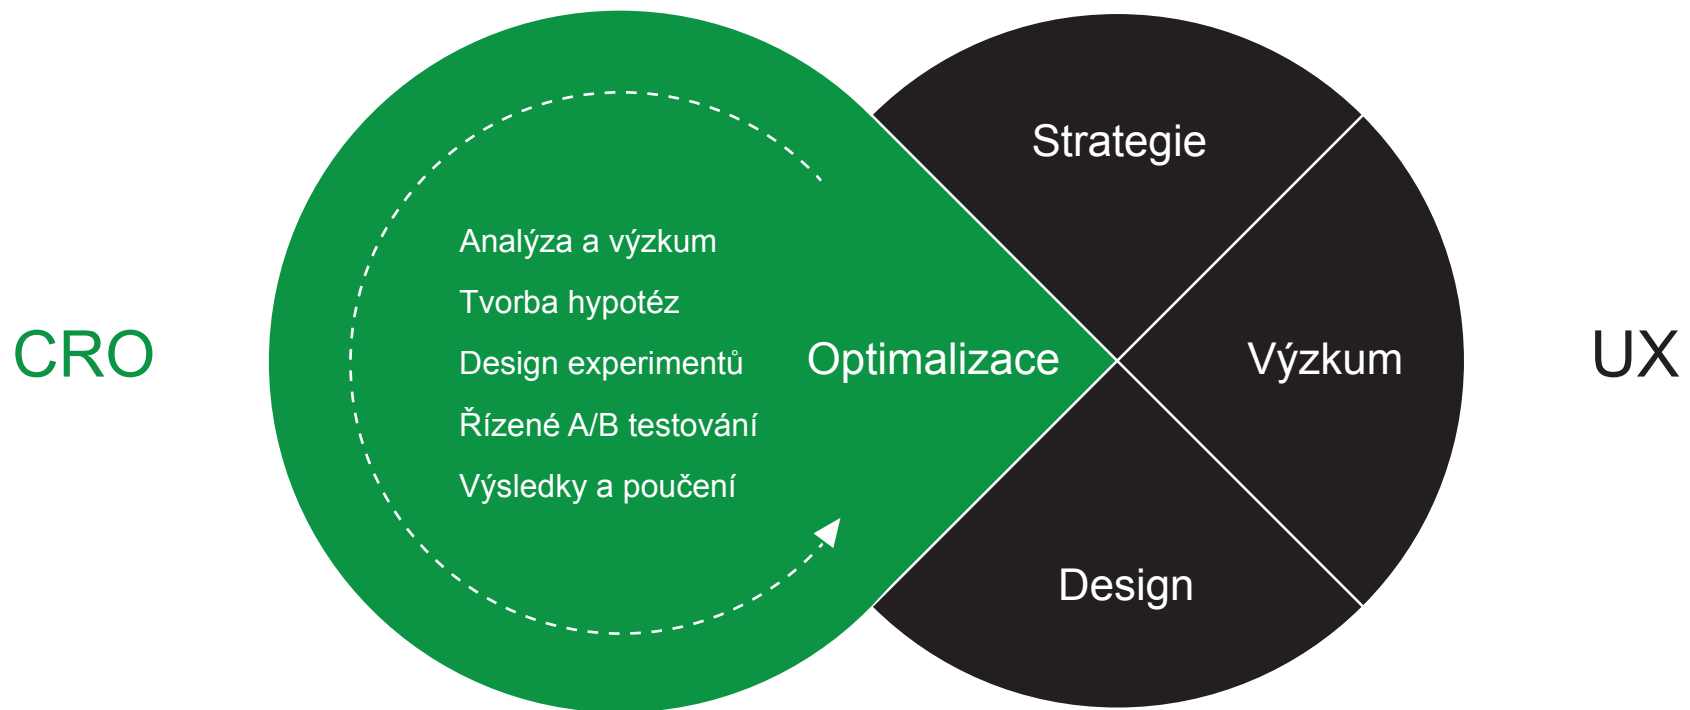 CRO
Analýza a výzkum
Tvorba hypotéz
Design experimentů
Řízené A/B testování
Výsledky a poučení
Optimalizace
Strategie
Výzkum
Design
UX